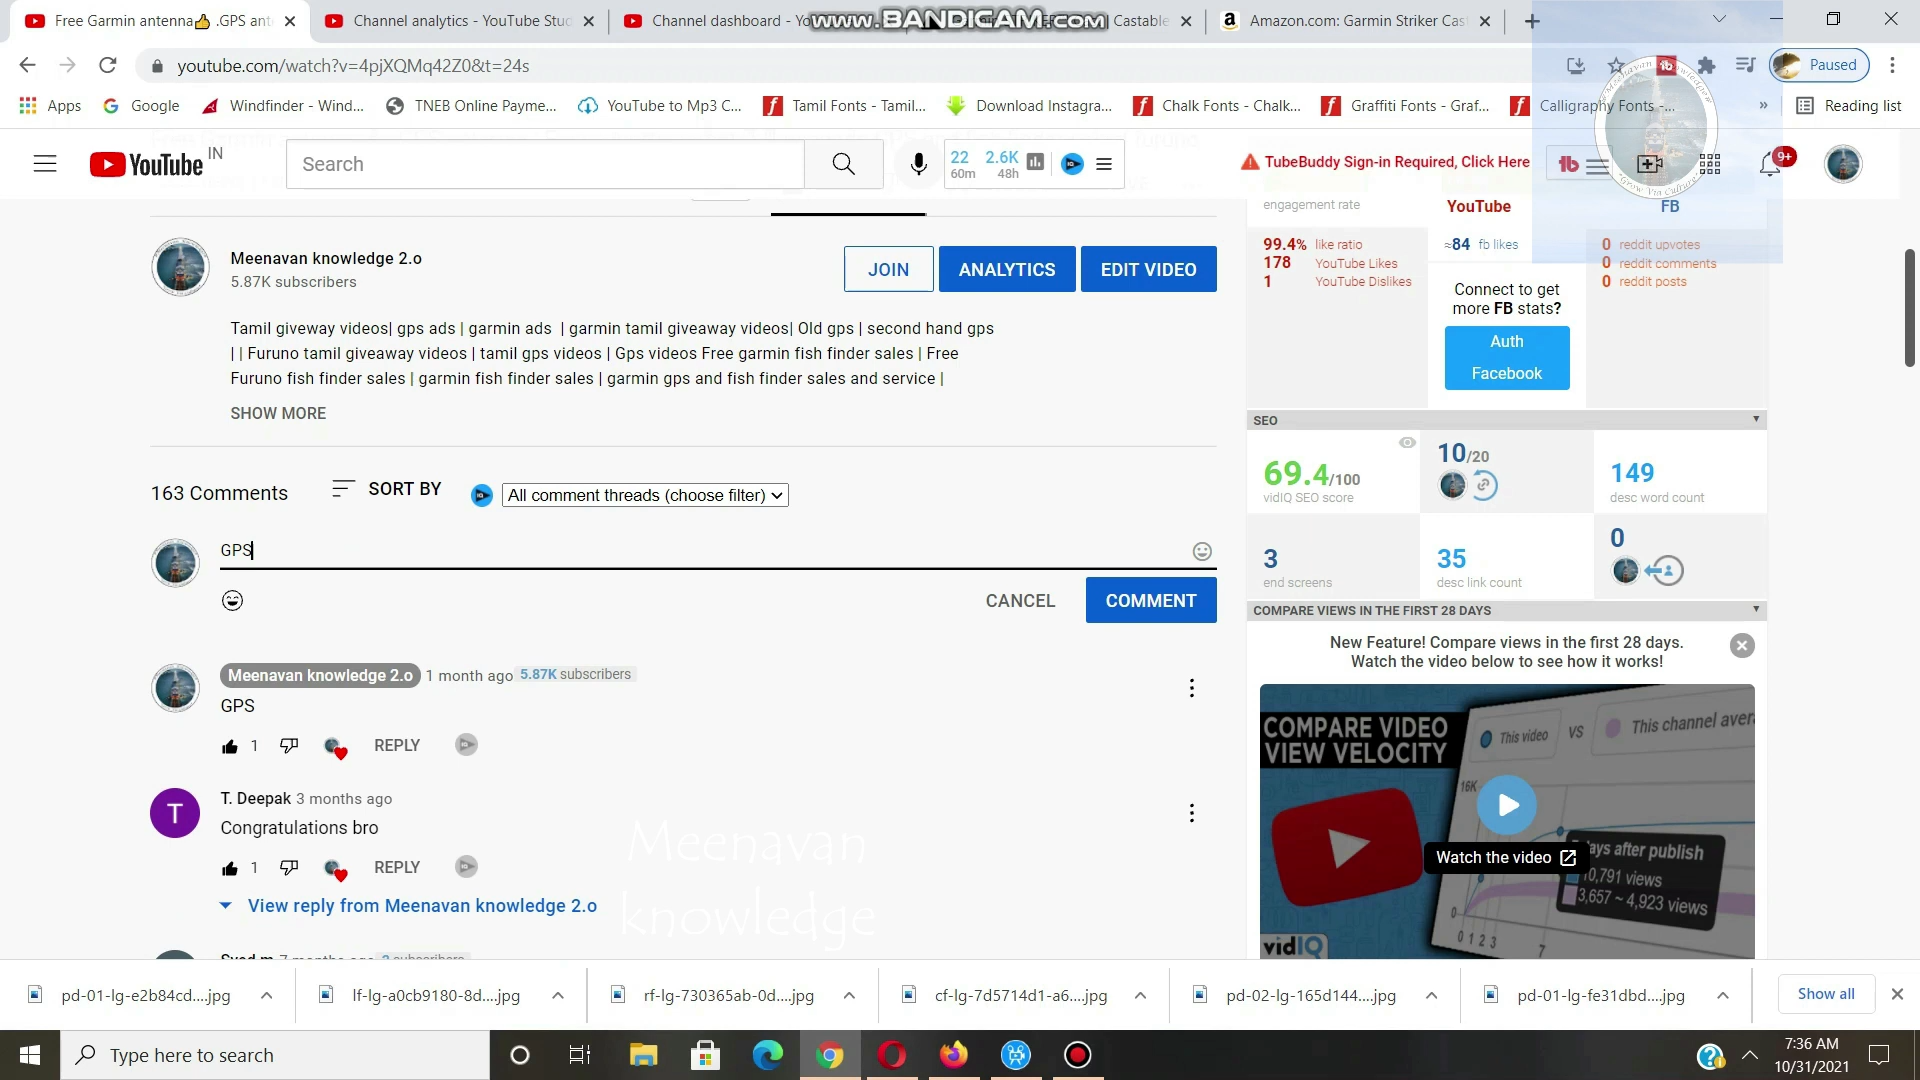 Free Garmin antenna👍 .GPS ant
Channel analytics - YouTube Stud
Channel dashboard - Yo
www.BANDICAM.com
Castable
Amazon.com: Garmin Striker Cas
youtube.com/watch?v=4pjXQMq42Z0&t=24s
Paused
Apps
Google
Windfinder - Wind...
TNEB Online Payme...
YouTube to Mp3 C...
Tamil Fonts - Tamil...
Download Instagra...
Chalk Fonts - Chalk...
Graffiti Fonts - Graf...
Calligraphy Fonts -...
»
Reading list
YouTube IN
Search
22 60m
2.6K 48h
TubeBuddy Sign-in Required, Click Here
9+
engagement rate
YouTube
FB
Meenavan knowledge 2.o
5.87K subscribers
JOIN
ANALYTICS
EDIT VIDEO
99.4% like ratio
178 YouTube Likes
1 YouTube Dislikes
≈84 fb likes
0 reddit upvotes
0 reddit comments
0 reddit posts
Connect to get
more FB stats?
Auth
Facebook
Tamil giveway videos| gps ads | garmin ads | garmin tamil giveaway videos| Old gps | second hand gps
| | Furuno tamil giveaway videos | tamil gps videos | Gps videos Free garmin fish finder sales | Free
Furuno fish finder sales | garmin fish finder sales | garmin gps and fish finder sales and service |
SHOW MORE
SEO
69.4/100
vidIQ SEO score
10/20
149
desc word count
3
end screens
35
desc link count
0
163 Comments
SORT BY
All comment threads (choose filter)
GPS
CANCEL
COMMENT
COMPARE VIEWS IN THE FIRST 28 DAYS
New Feature! Compare views in the first 28 days.
Watch the video below to see how it works!
Meenavan knowledge 2.o 1 month ago 5.87K subscribers
GPS
1 REPLY
T. Deepak 3 months ago
Congratulations bro
1 REPLY
View reply from Meenavan knowledge 2.o
Meenavan
knowledge
COMPARE VIDEO
VIEW VELOCITY
This video
VS
This channel avera
16K
Watch the video
days after publish
10,791 views
3,657 ~ 4,923 views
0
0 1 2 3 7
vidIQ
pd-01-lg-e2b84cd....jpg
lf-lg-a0cb9180-8d....jpg
rf-lg-730365ab-0d....jpg
cf-lg-7d5714d1-a6....jpg
pd-02-lg-165d144....jpg
pd-01-lg-fe31dbd....jpg
Show all
Type here to search
7:36 AM
10/31/2021